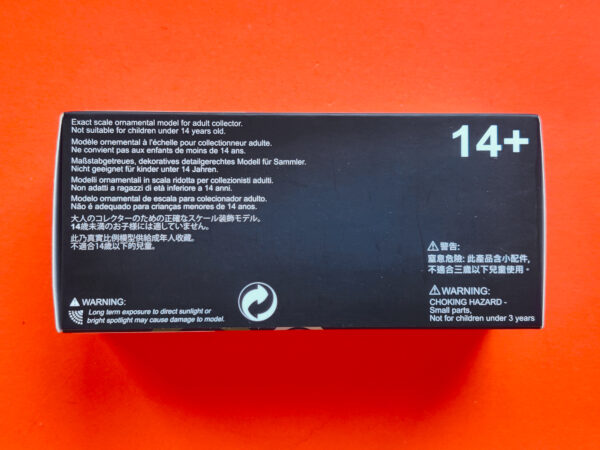 Exact scale ornamental model for adult collector.
Not suitable for children under 14 years old.
Modèle ornemental à l'échelle pour collectionneur adulte.
Ne convient pas aux enfants de moins de 14 ans.
Maßstabgetreues, dekoratives detailgerechtes Modell für Sammler.
Nicht geeignet für kinder unter 14 Jahren.
Modelli ornamentali in scala ridotta per collezionisti adulti.
Non adatti a ragazzi di età inferiore a 14 anni.
Modelo ornamental de escala para colecionador adulto.
Não é adequado para crianças menores de 14 anos.
大人のコレクターのための正確なスケール装飾モデル。
14歳未満のお子様には適していません。
此乃真實比例模型供給成年人收藏。
不適合14歲以下的兒童。
14+
警告:
窒息危險: 此產品含小配件,
不適合三歲以下兒童使用。
WARNING:
Long term exposure to direct sunlight or
bright spotlight may cause damage to model.
WARNING:
CHOKING HAZARD -
Small parts,
Not for children under 3 years